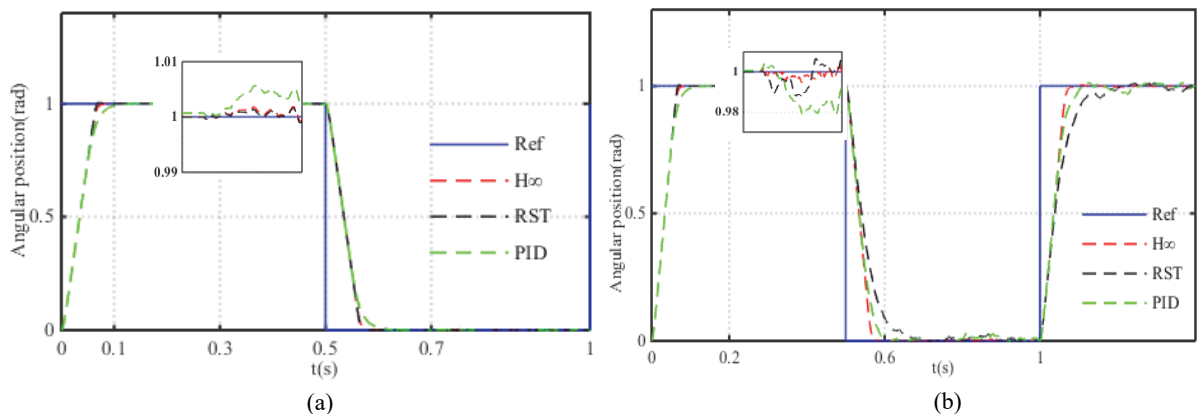 Angular position(rad)
1
0.5
0
0
0.1
0.3
0.5
0.7
1
t(s)
1.01
1
0.99
Ref
H∞
RST
PID
(a)
Angular position(rad)
1
0.5
0
0
0.2
0.6
1
t(s)
1
0.98
Ref
H∞
RST
PID
(b)